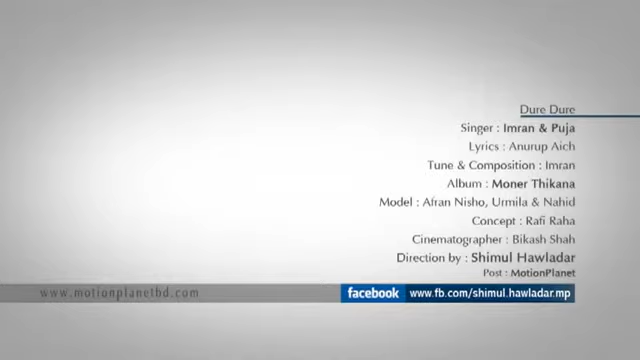 Dure Dure
Singer : Imran & Puja
Lyrics : Anurup Aich
Tune & Composition : Imran
Album : Moner Thikana
Model : Afran Nisho, Urmila & Nahid
Concept : Rafi Raha
Cinematographer : Bikash Shah
Direction by : Shimul Hawladar
Post : MotionPlanet
www.motionplanetbd.com facebook www.fb.com/shimul.hawladar.mp